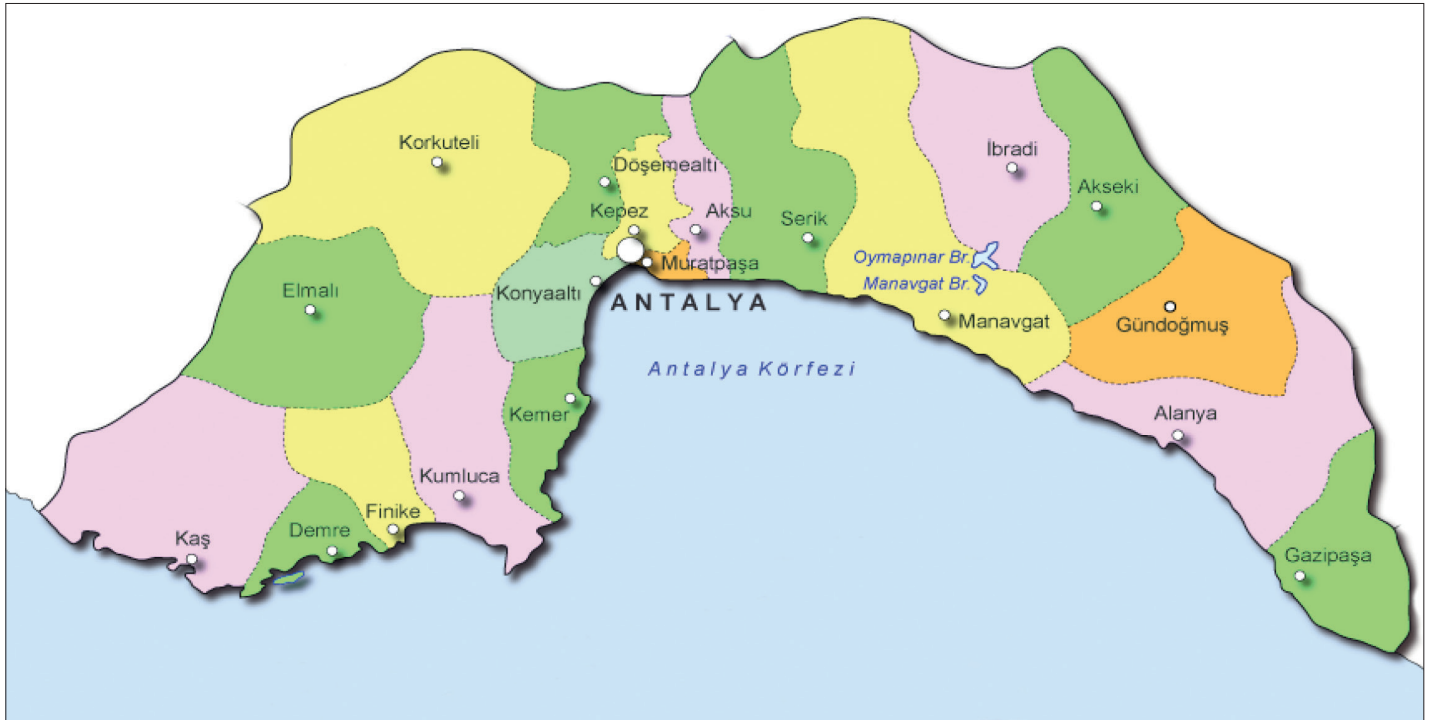 Korkuteli
Döşemealtı
İbradi
Akseki
Kepez
Aksu
Serik
Muratpaşa
Oymapınar Br.
Manavgat Br.
Elmalı
Konyaaltı
ANTALYA
Manavgat
Gündoğmuş
Antalya Körfezi
Kemer
Alanya
Kumluca
Finike
Demre
Kaş
Gazipaşa